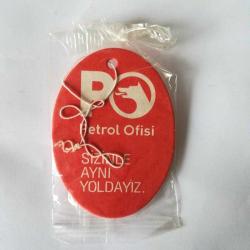 PO
Petrol Ofisi
SİZİNLE
AYNI
YOLDAYIZ.